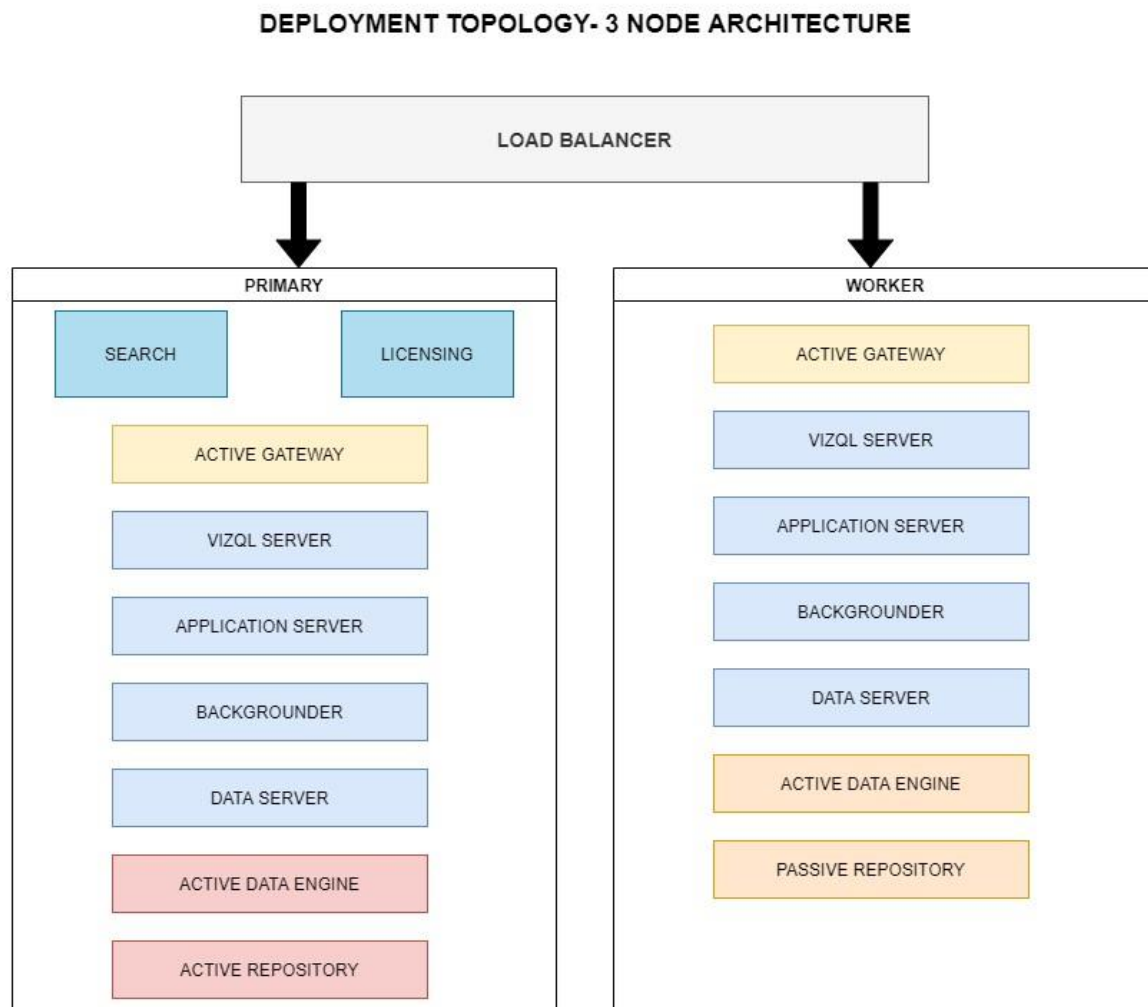 DEPLOYMENT TOPOLOGY- 3 NODE ARCHITECTURE
LOAD BALANCER
PRIMARY
SEARCH
LICENSING
ACTIVE GATEWAY
VIZQL SERVER
APPLICATION SERVER
BACKGROUNDER
DATA SERVER
ACTIVE DATA ENGINE
ACTIVE REPOSITORY
WORKER
ACTIVE GATEWAY
VIZQL SERVER
APPLICATION SERVER
BACKGROUNDER
DATA SERVER
ACTIVE DATA ENGINE
PASSIVE REPOSITORY